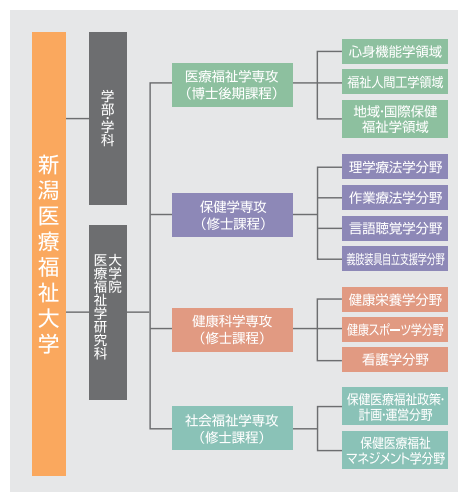 新潟医療福祉大学
学部・学科
大学院
医療福祉学研究科
医療福祉学専攻
（博士後期課程）
心身機能学領域
福祉人間工学領域
地域・国際保健
福祉学領域
保健学専攻
（修士課程）
理学療法学分野
作業療法学分野
言語聴覚学分野
義肢装具自立支援学分野
健康科学専攻
（修士課程）
健康栄養学分野
健康スポーツ学分野
看護学分野
社会福祉学専攻
（修士課程）
保健医療福祉政策・
計画・運営分野
保健医療福祉
マネジメント学分野